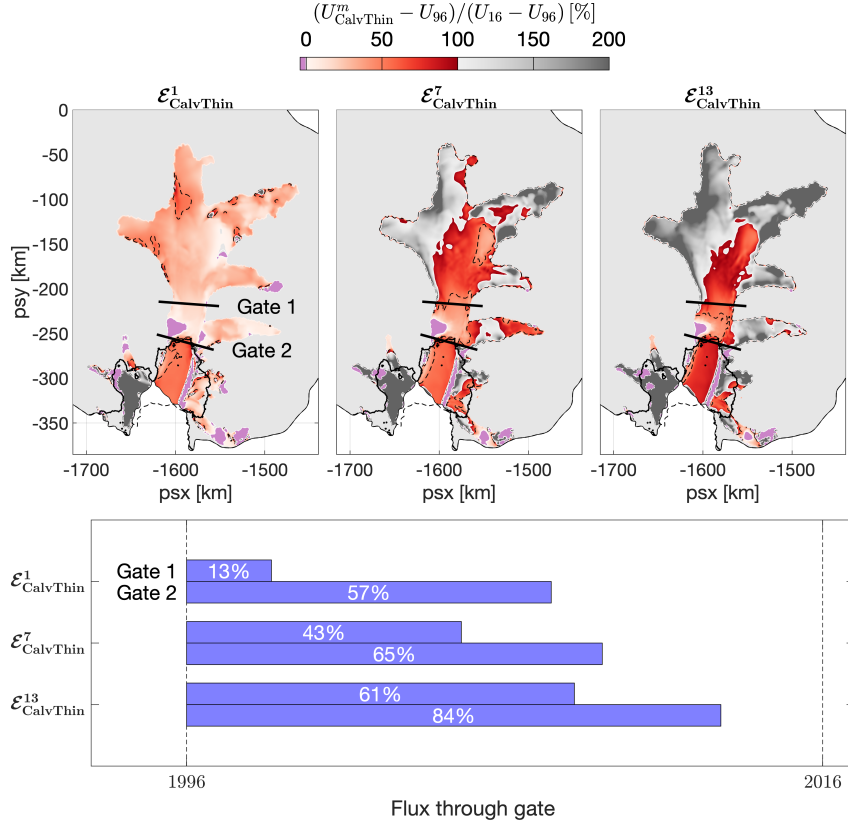 (U^m_CalvThin − U_96)/(U_16 − U_96) [%]
0 50 100 150 200
ℰ^1_CalvThin ℰ^7_CalvThin ℰ^13_CalvThin
0
-50
-100
-150
-200
-250
-300
-350
psy [km]
Gate 1
Gate 2
-1700 -1600 -1500 -1700 -1600 -1500 -1700 -1600 -1500
psx [km] psx [km] psx [km]
ℰ^1_CalvThin
Gate 1 13%
Gate 2 57%
ℰ^7_CalvThin
43%
65%
ℰ^13_CalvThin
61%
84%
1996 2016
Flux through gate